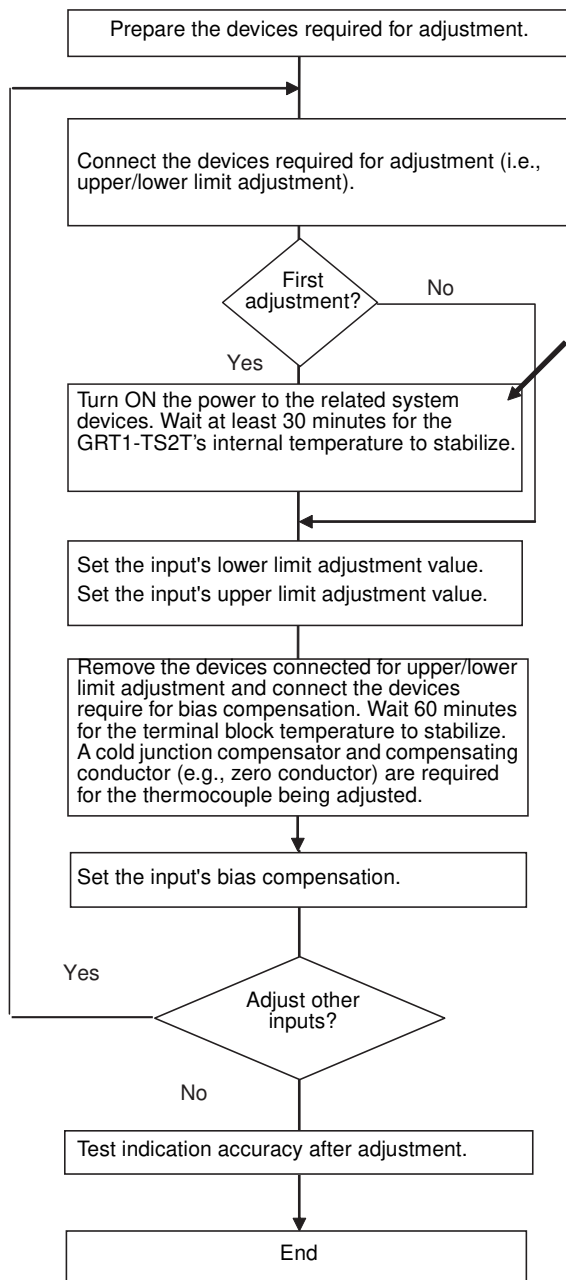 Prepare the devices required for adjustment.
Connect the devices required for adjustment (i.e.,
upper/lower limit adjustment).
First
adjustment?
No
Yes
Turn ON the power to the related system
devices. Wait at least 30 minutes for the
GRT1-TS2T's internal temperature to stabilize.
Set the input's lower limit adjustment value.
Set the input's upper limit adjustment value.
Remove the devices connected for upper/lower
limit adjustment and connect the devices
require for bias compensation. Wait 60 minutes
for the terminal block temperature to stabilize.
A cold junction compensator and compensating
conductor (e.g., zero conductor) are required
for the thermocouple being adjusted.
Set the input's bias compensation.
Yes
Adjust other
inputs?
No
Test indication accuracy after adjustment.
End